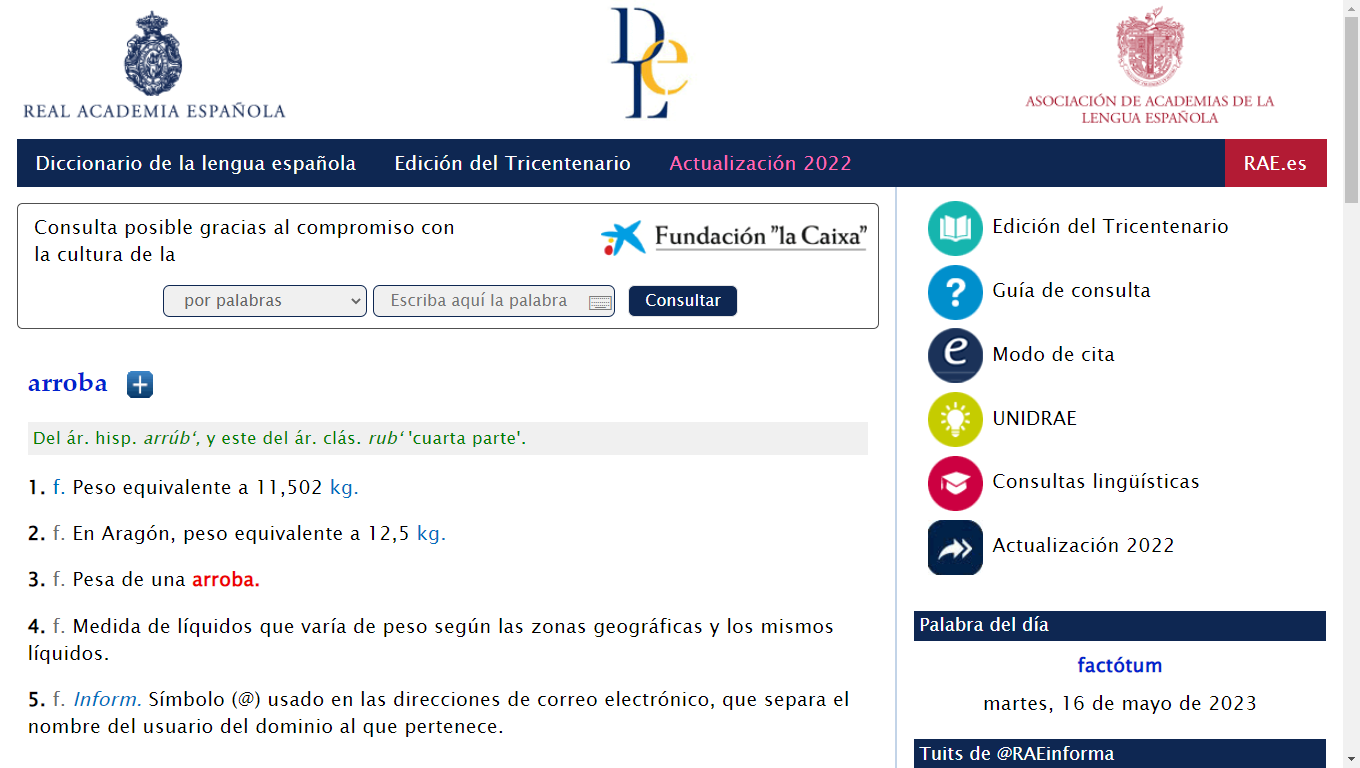 REAL ACADEMIA ESPAÑOLA
DLe
ASOCIACIÓN DE ACADEMIAS DE LA
LENGUA ESPAÑOLA
Diccionario de la lengua española Edición del Tricentenario Actualización 2022 RAE.es
Consulta posible gracias al compromiso con
la cultura de la
Fundación "la Caixa"
por palabras Escriba aquí la palabra Consultar
arroba +
Del ár. hisp. arrúb‘, y este del ár. clás. rub‘ 'cuarta parte'.
1. f. Peso equivalente a 11,502 kg.
2. f. En Aragón, peso equivalente a 12,5 kg.
3. f. Pesa de una arroba.
4. f. Medida de líquidos que varía de peso según las zonas geográficas y los mismos
líquidos.
5. f. Inform. Símbolo (@) usado en las direcciones de correo electrónico, que separa el
nombre del usuario del dominio al que pertenece.
Edición del Tricentenario
? Guía de consulta
e Modo de cita
UNIDRAE
Consultas lingüísticas
Actualización 2022
Palabra del día
factótum
martes, 16 de mayo de 2023
Tuits de @RAEinforma